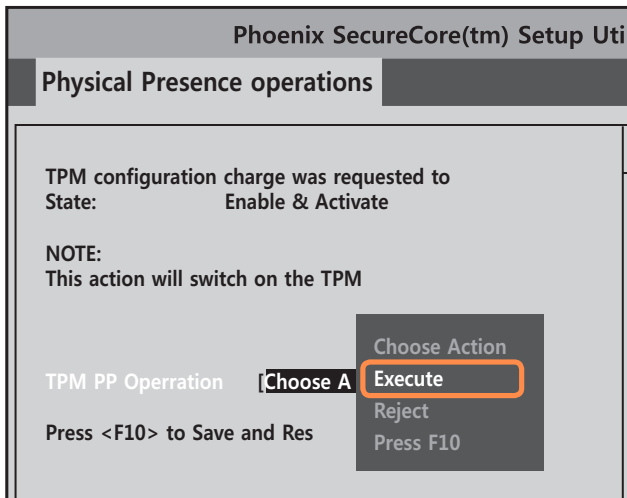 Phoenix SecureCore(tm) Setup Uti
Physical Presence operations
TPM configuration charge was requested to
State: Enable & Activate
NOTE:
This action will switch on the TPM
TPM PP Operration [Choose A
Choose Action
Execute
Reject
Press F10
Press <F10> to Save and Res